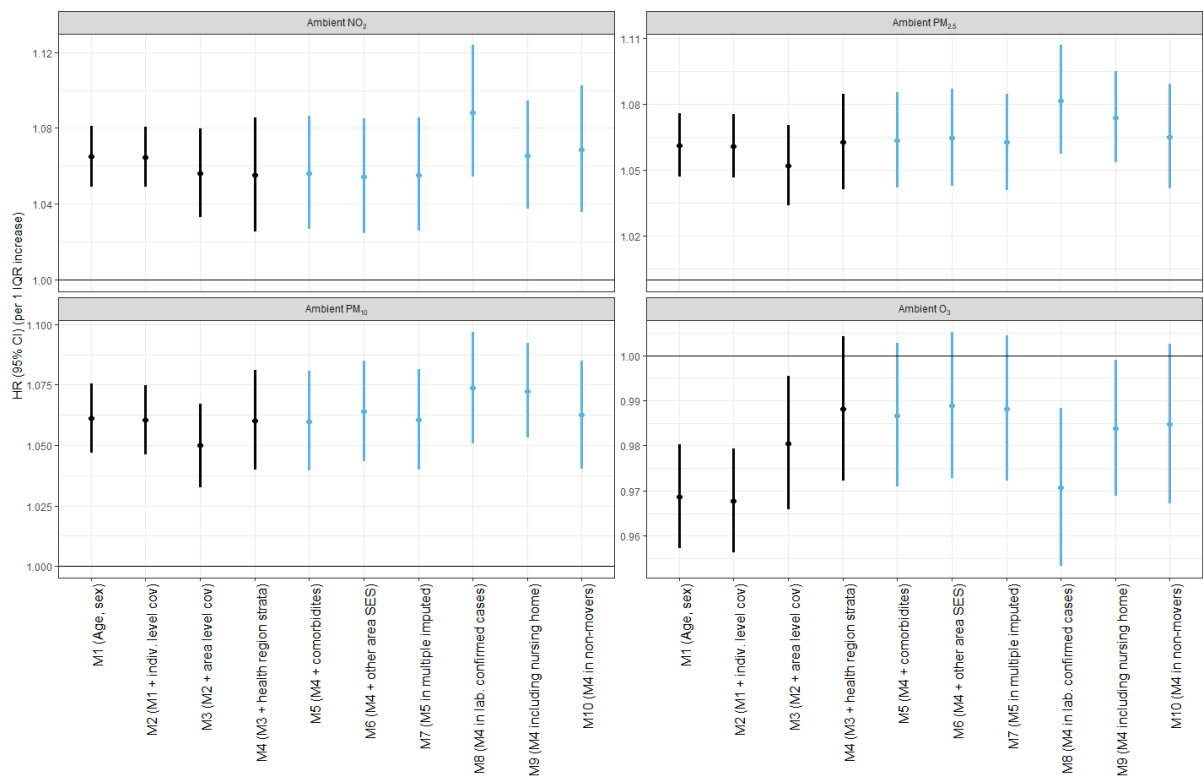 HR (95% CI) (per 1 IQR increase)
Ambient NO₂
1.12
1.08
1.04
1.00
Ambient PM₂.₅
1.11
1.08
1.05
1.02
Ambient PM₁₀
1.100
1.075
1.050
1.025
1.000
Ambient O₃
1.00
0.99
0.98
0.97
0.96
M1 (Age, sex)
M2 (M1 + indiv. level cov)
M3 (M2 + area level cov)
M4 (M3 + health region strata)
M5 (M4 + comorbidites)
M6 (M4 + other area SES)
M7 (M5 in multiple imputed)
M8 (M4 in lab. confirmed cases)
M9 (M4 including nursing home)
M10 (M4 in non-movers)
M1 (Age, sex)
M2 (M1 + indiv. level cov)
M3 (M2 + area level cov)
M4 (M3 + health region strata)
M5 (M4 + comorbidites)
M6 (M4 + other area SES)
M7 (M5 in multiple imputed)
M8 (M4 in lab. confirmed cases)
M9 (M4 including nursing home)
M10 (M4 in non-movers)